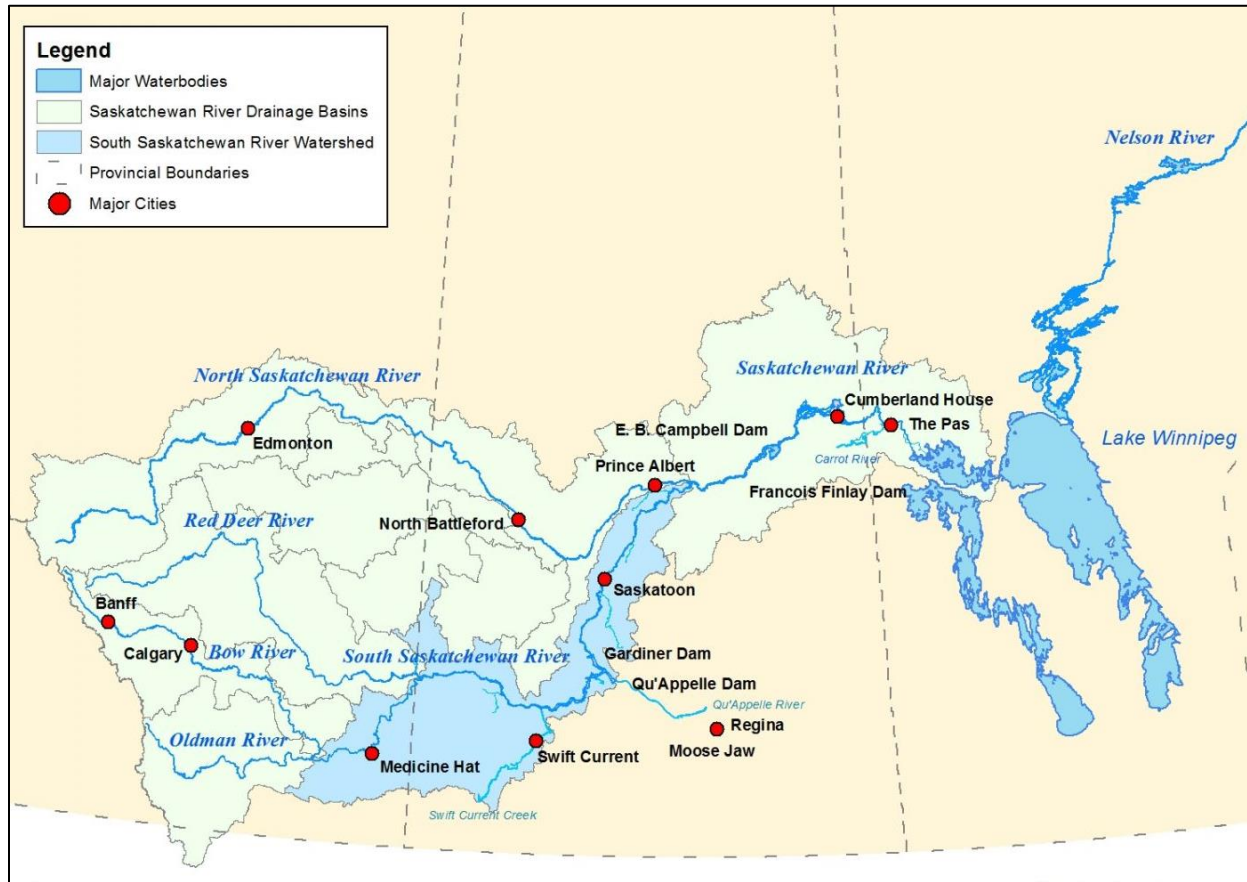 Legend
Major Waterbodies
Saskatchewan River Drainage Basins
South Saskatchewan River Watershed
Provincial Boundaries
Major Cities
Nelson River
North Saskatchewan River
Saskatchewan River
Cumberland House
Edmonton
E. B. Campbell Dam
The Pas
Lake Winnipeg
Carrot River
Prince Albert
Francois Finlay Dam
Red Deer River
North Battleford
Saskatoon
Banff
Calgary
Bow River
South Saskatchewan River
Gardiner Dam
Qu'Appelle Dam
Qu'Appelle River
Regina
Oldman River
Moose Jaw
Medicine Hat
Swift Current
Swift Current Creek